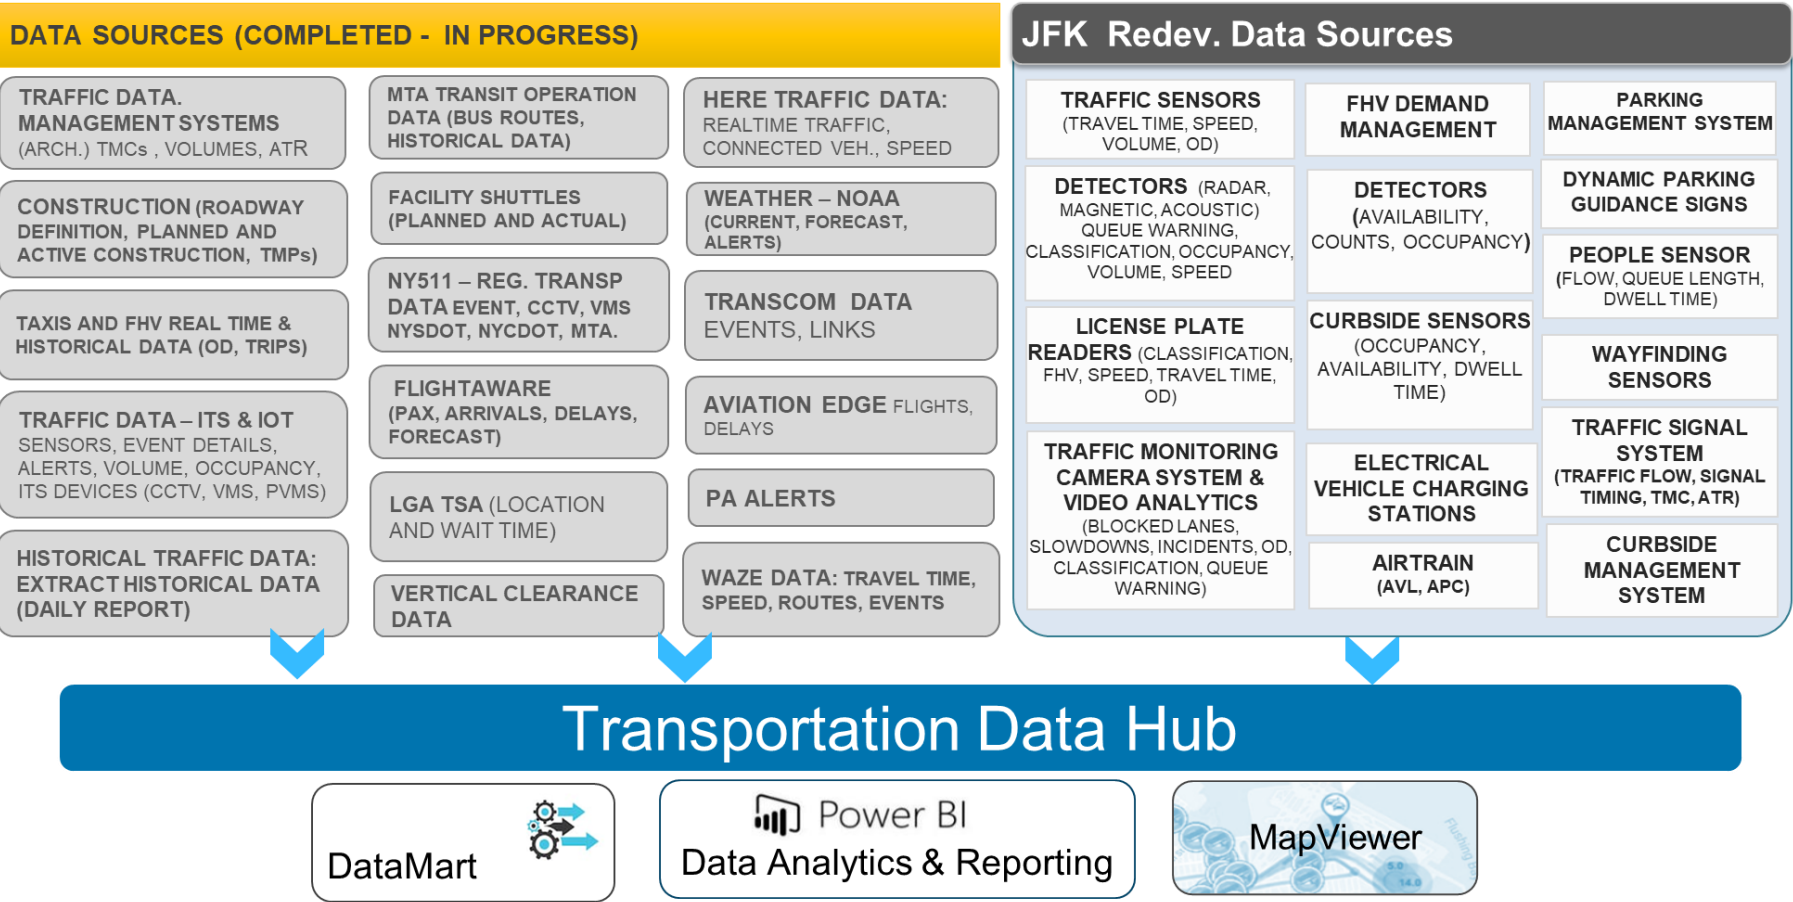 DATA SOURCES (COMPLETED - IN PROGRESS)
TRAFFIC DATA.
MANAGEMENT SYSTEMS
(ARCH.) TMCs , VOLUMES, ATR
CONSTRUCTION (ROADWAY
DEFINITION, PLANNED AND
ACTIVE CONSTRUCTION, TMPs)
TAXIS AND FHV REAL TIME &
HISTORICAL DATA (OD, TRIPS)
TRAFFIC DATA – ITS & IOT
SENSORS, EVENT DETAILS,
ALERTS, VOLUME, OCCUPANCY,
ITS DEVICES (CCTV, VMS, PVMS)
HISTORICAL TRAFFIC DATA:
EXTRACT HISTORICAL DATA
(DAILY REPORT)
MTA TRANSIT OPERATION
DATA (BUS ROUTES,
HISTORICAL DATA)
FACILITY SHUTTLES
(PLANNED AND ACTUAL)
NY511 – REG. TRANSP
DATA EVENT, CCTV, VMS
NYSDOT, NYCDOT, MTA.
FLIGHTAWARE
(PAX, ARRIVALS, DELAYS,
FORECAST)
LGA TSA (LOCATION
AND WAIT TIME)
VERTICAL CLEARANCE
DATA
HERE TRAFFIC DATA:
REALTIME TRAFFIC,
CONNECTED VEH., SPEED
WEATHER – NOAA
(CURRENT, FORECAST,
ALERTS)
TRANSCOM DATA
EVENTS, LINKS
AVIATION EDGE FLIGHTS,
DELAYS
PA ALERTS
WAZE DATA: TRAVEL TIME,
SPEED, ROUTES, EVENTS
JFK Redev. Data Sources
TRAFFIC SENSORS
(TRAVEL TIME, SPEED,
VOLUME, OD)
DETECTORS (RADAR,
MAGNETIC, ACOUSTIC)
QUEUE WARNING,
CLASSIFICATION, OCCUPANCY,
VOLUME, SPEED
LICENSE PLATE
READERS (CLASSIFICATION,
FHV, SPEED, TRAVEL TIME,
OD)
TRAFFIC MONITORING
CAMERA SYSTEM &
VIDEO ANALYTICS
(BLOCKED LANES,
SLOWDOWNS, INCIDENTS, OD,
CLASSIFICATION, QUEUE
WARNING)
FHV DEMAND
MANAGEMENT
DETECTORS
(AVAILABILITY,
COUNTS, OCCUPANCY)
CURBSIDE SENSORS
(OCCUPANCY,
AVAILABILITY, DWELL
TIME)
ELECTRICAL
VEHICLE CHARGING
STATIONS
AIRTRAIN
(AVL, APC)
PARKING
MANAGEMENT SYSTEM
DYNAMIC PARKING
GUIDANCE SIGNS
PEOPLE SENSOR
(FLOW, QUEUE LENGTH,
DWELL TIME)
WAYFINDING
SENSORS
TRAFFIC SIGNAL
SYSTEM
(TRAFFIC FLOW, SIGNAL
TIMING, TMC, ATR)
CURBSIDE
MANAGEMENT
SYSTEM
Transportation Data Hub
DataMart
Power BI
Data Analytics & Reporting
MapViewer
Flushing
5.0
14.0